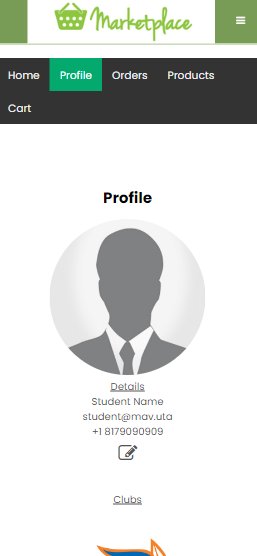 Marketplace
Home
Profile
Orders
Products
Cart
Profile
Details
Student Name
student@mav.uta
+1 8179090909
Clubs